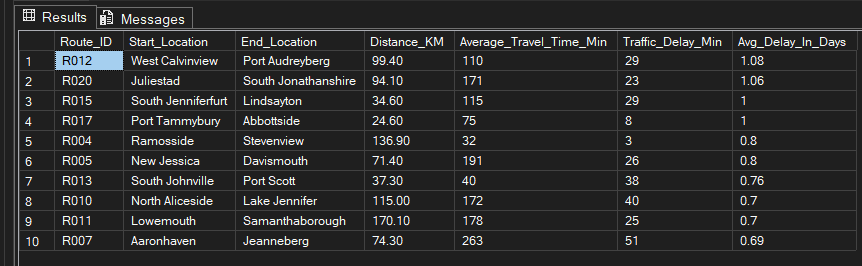 Results Messages
Route_ID Start_Location End_Location Distance_KM Average_Travel_Time_Min Traffic_Delay_Min Avg_Delay_In_Days
1 R012 West Calvinview Port Audreyberg 99.40 110 29 1.08
2 R020 Juliestad South Jonathanshire 94.10 171 23 1.06
3 R015 South Jenniferfurt Lindsayton 34.60 115 29 1
4 R017 Port Tammybury Abbottside 24.60 75 8 1
5 R004 Ramosside Stevenview 136.90 32 3 0.8
6 R005 New Jessica Davismouth 71.40 191 26 0.8
7 R013 South Johnville Port Scott 37.30 40 38 0.76
8 R010 North Aliceside Lake Jennifer 115.00 172 40 0.7
9 R011 Lowemouth Samanthaborough 170.10 178 25 0.7
10 R007 Aaronhaven Jeanneberg 74.30 263 51 0.69